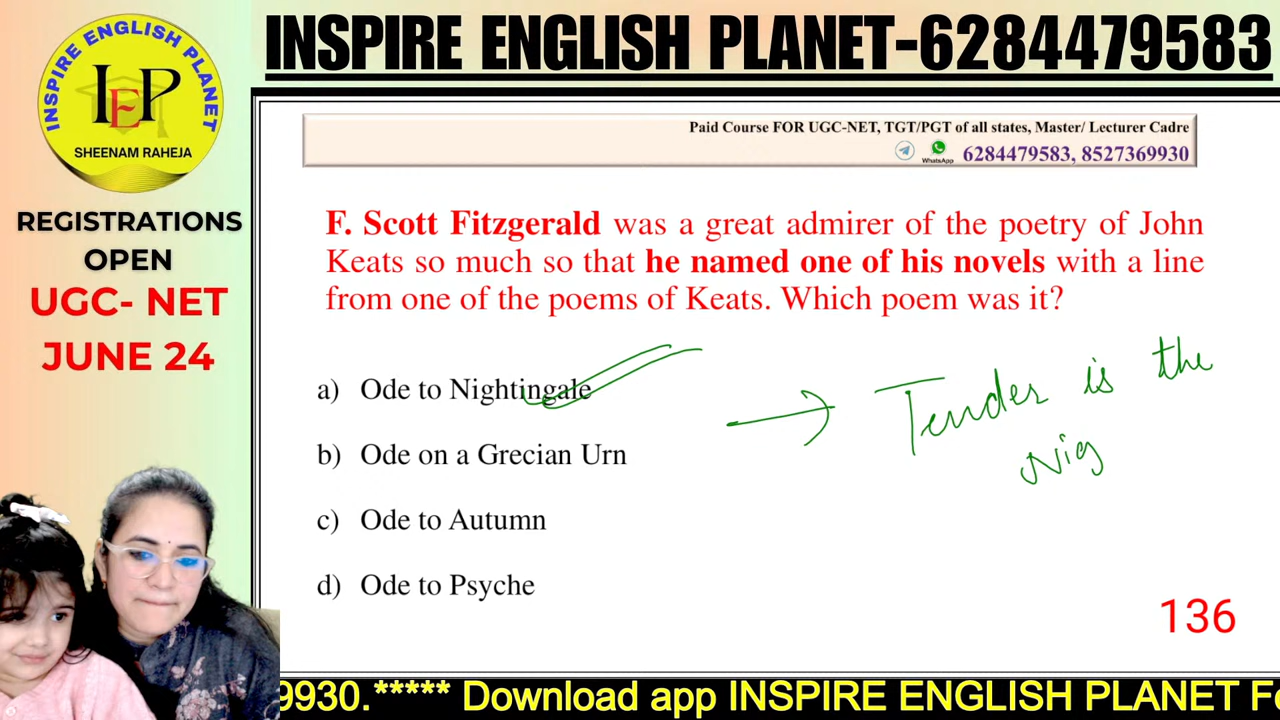 INSPIRE ENGLISH PLANET
IEP
SHEENAM RAHEJA
REGISTRATIONS
OPEN
UGC- NET
JUNE 24
INSPIRE ENGLISH PLANET-6284479583
Paid Course FOR UGC-NET, TGT/PGT of all states, Master/ Lecturer Cadre
WhatsApp 6284479583, 8527369930
F. Scott Fitzgerald was a great admirer of the poetry of John
Keats so much so that he named one of his novels with a line
from one of the poems of Keats. Which poem was it?
a) Ode to Nightingale
b) Ode on a Grecian Urn
c) Ode to Autumn
d) Ode to Psyche
Tender is the
Nig
136
9930.***** Download app INSPIRE ENGLISH PLANET Fo